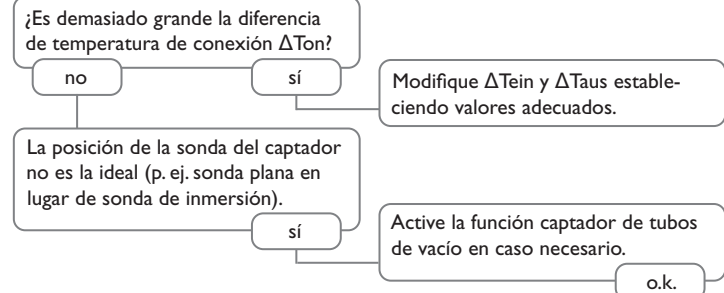 ¿Es demasiado grande la diferencia
de temperatura de conexión ΔTon?
no
sí
Modifique ΔTein y ΔTaus estable-
ciendo valores adecuados.
La posición de la sonda del captador
no es la ideal (p. ej. sonda plana en
lugar de sonda de inmersión).
sí
Active la función captador de tubos
de vacío en caso necesario.
o.k.